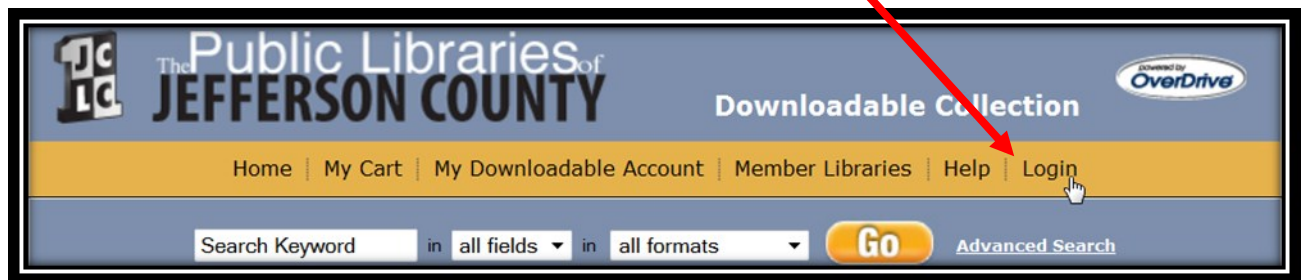 JC
LC
The Public Libraries of
JEFFERSON COUNTY
Downloadable Collection
powered by
OverDrive
Home | My Cart | My Downloadable Account | Member Libraries | Help | Login
Search Keyword in all fields in all formats Go Advanced Search